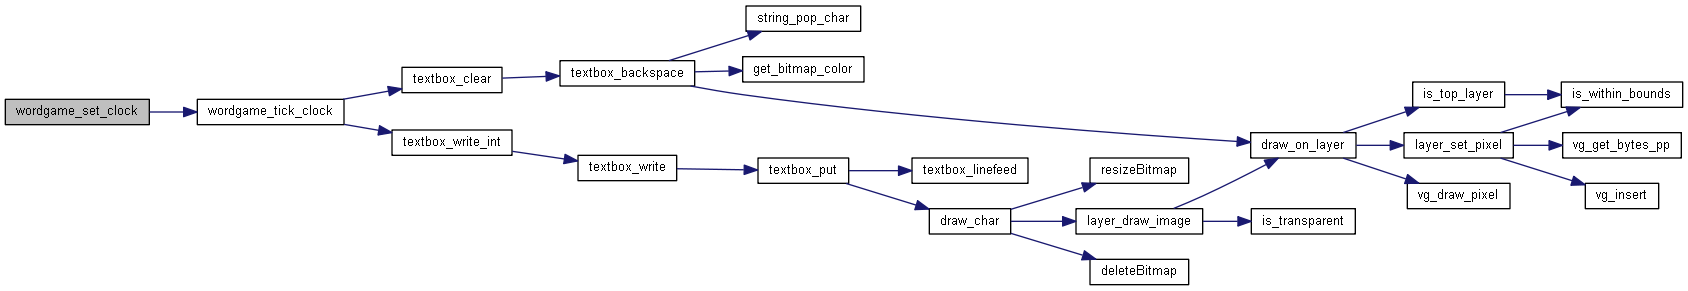 wordgame_set_clock
wordgame_tick_clock
textbox_clear
textbox_write_int
textbox_backspace
textbox_write
string_pop_char
get_bitmap_color
textbox_put
textbox_linefeed
draw_char
resizeBitmap
layer_draw_image
deleteBitmap
draw_on_layer
is_transparent
is_top_layer
layer_set_pixel
vg_draw_pixel
is_within_bounds
vg_get_bytes_pp
vg_insert